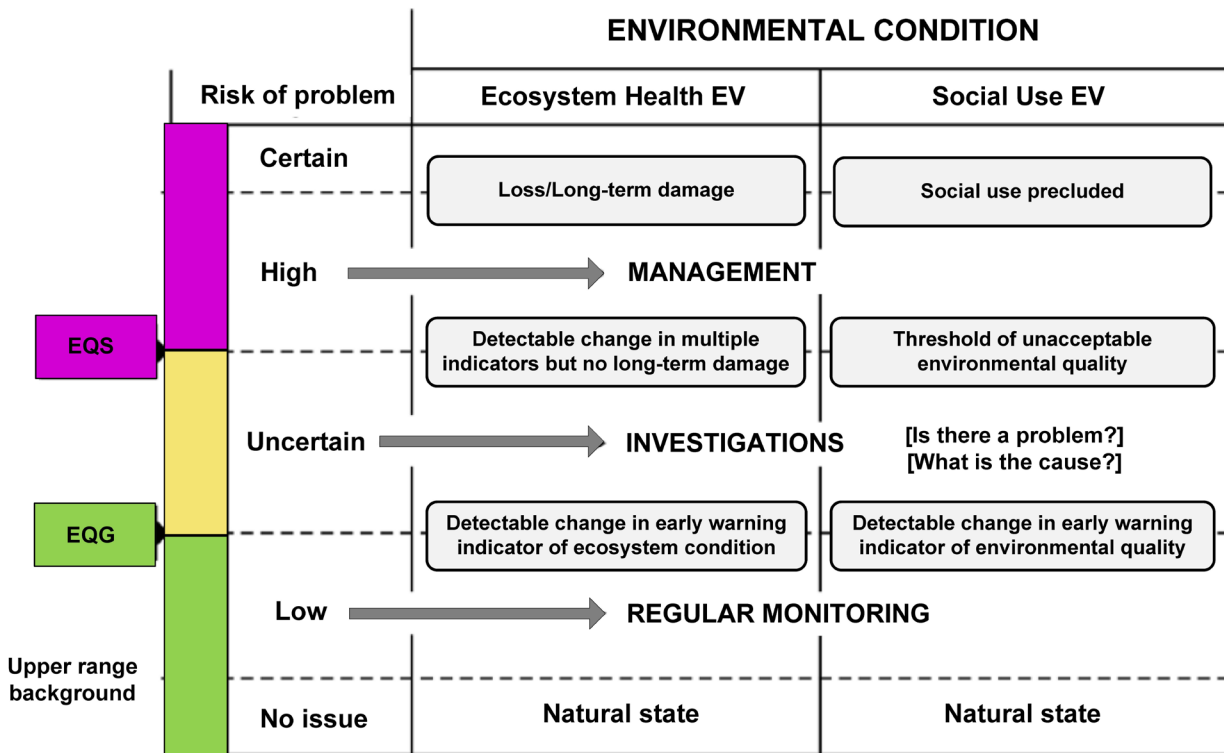 ENVIRONMENTAL CONDITION
Risk of problem
Ecosystem Health EV
Social Use EV
Certain
Loss/Long-term damage
Social use precluded
High
MANAGEMENT
EQS
Detectable change in multiple
indicators but no long-term damage
Threshold of unacceptable
environmental quality
Uncertain
INVESTIGATIONS
[Is there a problem?]
[What is the cause?]
EQG
Detectable change in early warning
indicator of ecosystem condition
Detectable change in early warning
indicator of environmental quality
Low
REGULAR MONITORING
Upper range
background
No issue
Natural state
Natural state